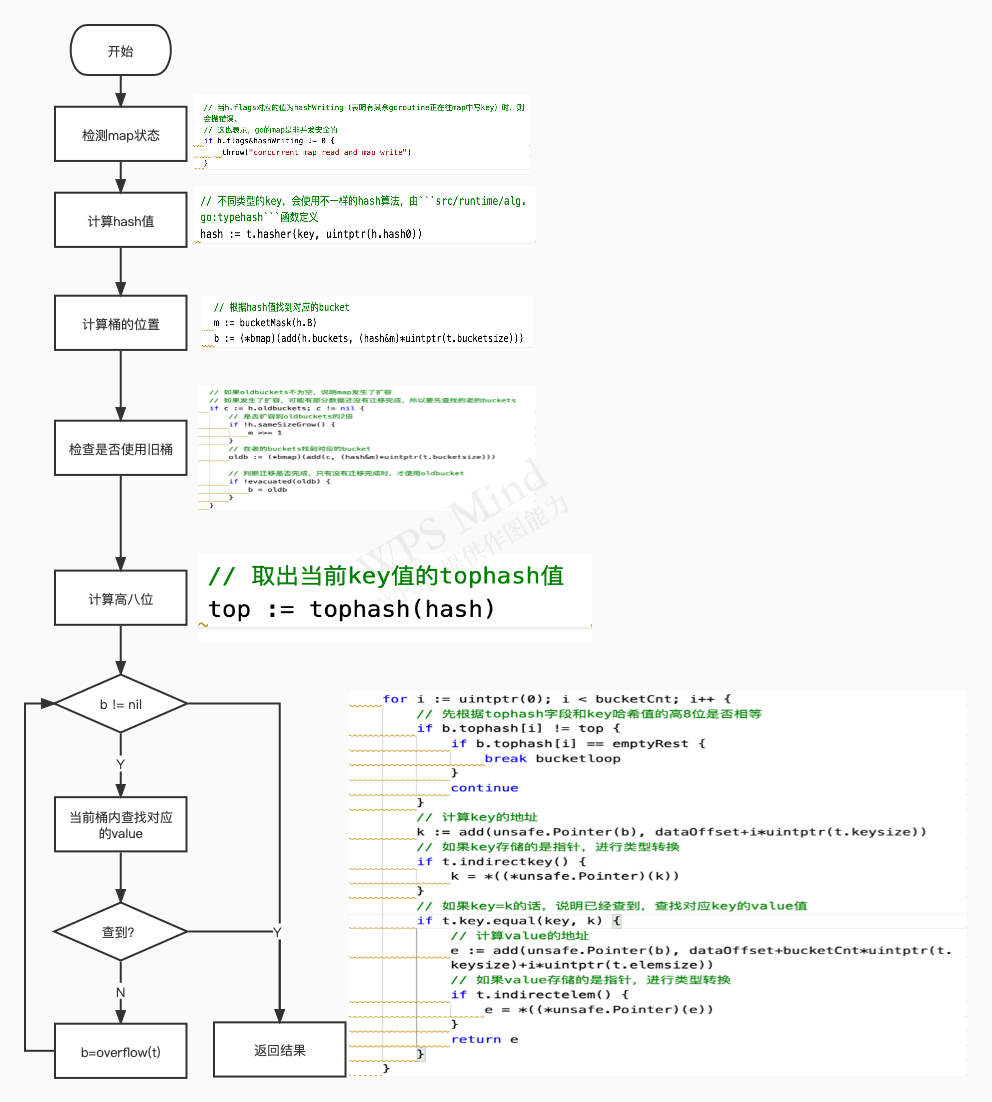 开始
检测map状态
// 当h.flags对应的值为hashWriting（表明有其余goroutine正在往map中写key）时，则
会抛错误。
// 这也表示，go的map是非并发安全的
if h.flags&hashWriting != 0 {
throw("concurrent map read and map write")
}
计算hash值
// 不同类型的key，会使用不一样的hash算法，由```src/runtime/alg.
go:typehash```函数定义
hash := t.hasher(key, uintptr(h.hash0))
计算桶的位置
// 根据hash值找到对应的bucket
m := bucketMask(h.B)
b := (*bmap)(add(h.buckets, (hash&m)*uintptr(t.bucketsize)))
检查是否使用旧桶
// 如果oldbuckets不为空，说明map发生了扩容
// 如果发生了扩容，可能有部分数据还没有迁移完成，所以要先查找的老的buckets
if c := h.oldbuckets; c != nil {
// 是否扩容到oldbuckets的2倍
if !h.sameSizeGrow() {
m >>= 1
}
// 在老的buckets找到对应的bucket
oldb := (*bmap)(add(c, (hash&m)*uintptr(t.bucketsize)))
// 判断迁移是否完成，只有没有迁移完成时，才使用oldbucket
if !evacuated(oldb) {
b = oldb
}
}
WPS Mind
提供作图能力
计算高八位
// 取出当前key值的tophash值
top := tophash(hash)
b != nil
Y
当前桶内查找对应
的value
查到?
Y
N
b=overflow(t)
返回结果
for i := uintptr(0); i < bucketCnt; i++ {
// 先根据tophash字段和key哈希值的高8位是否相等
if b.tophash[i] != top {
if b.tophash[i] == emptyRest {
break bucketloop
}
continue
}
// 计算key的地址
k := add(unsafe.Pointer(b), dataOffset+i*uintptr(t.keysize))
// 如果key存储的是指针，进行类型转换
if t.indirectkey() {
k = *((*unsafe.Pointer)(k))
}
// 如果key=k的话，说明已经查到，查找对应key的value值
if t.key.equal(key, k) {
// 计算value的地址
e := add(unsafe.Pointer(b), dataOffset+bucketCnt*uintptr(t.
keysize)+i*uintptr(t.elemsize))
// 如果value存储的是指针，进行类型转换
if t.indirectelem() {
e = *((*unsafe.Pointer)(e))
}
return e
}
}